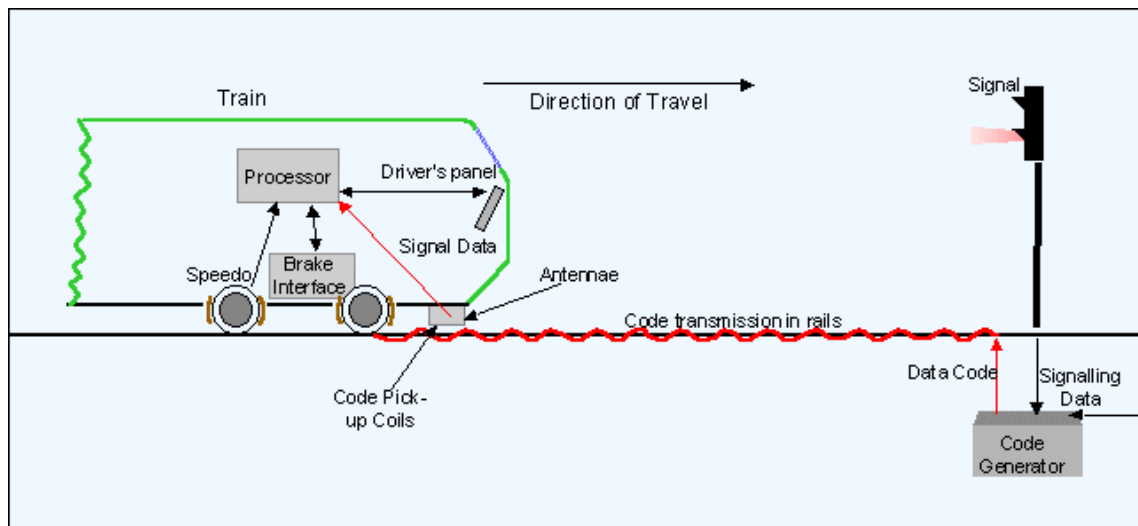 Train
Direction of Travel
Signal
Processor
Driver's panel
Signal Data
Speedo
Brake
Interface
Antennae
Code transmission in rails
Code Pick-
up Coils
Data Code
Signalling
Data
Code
Generator